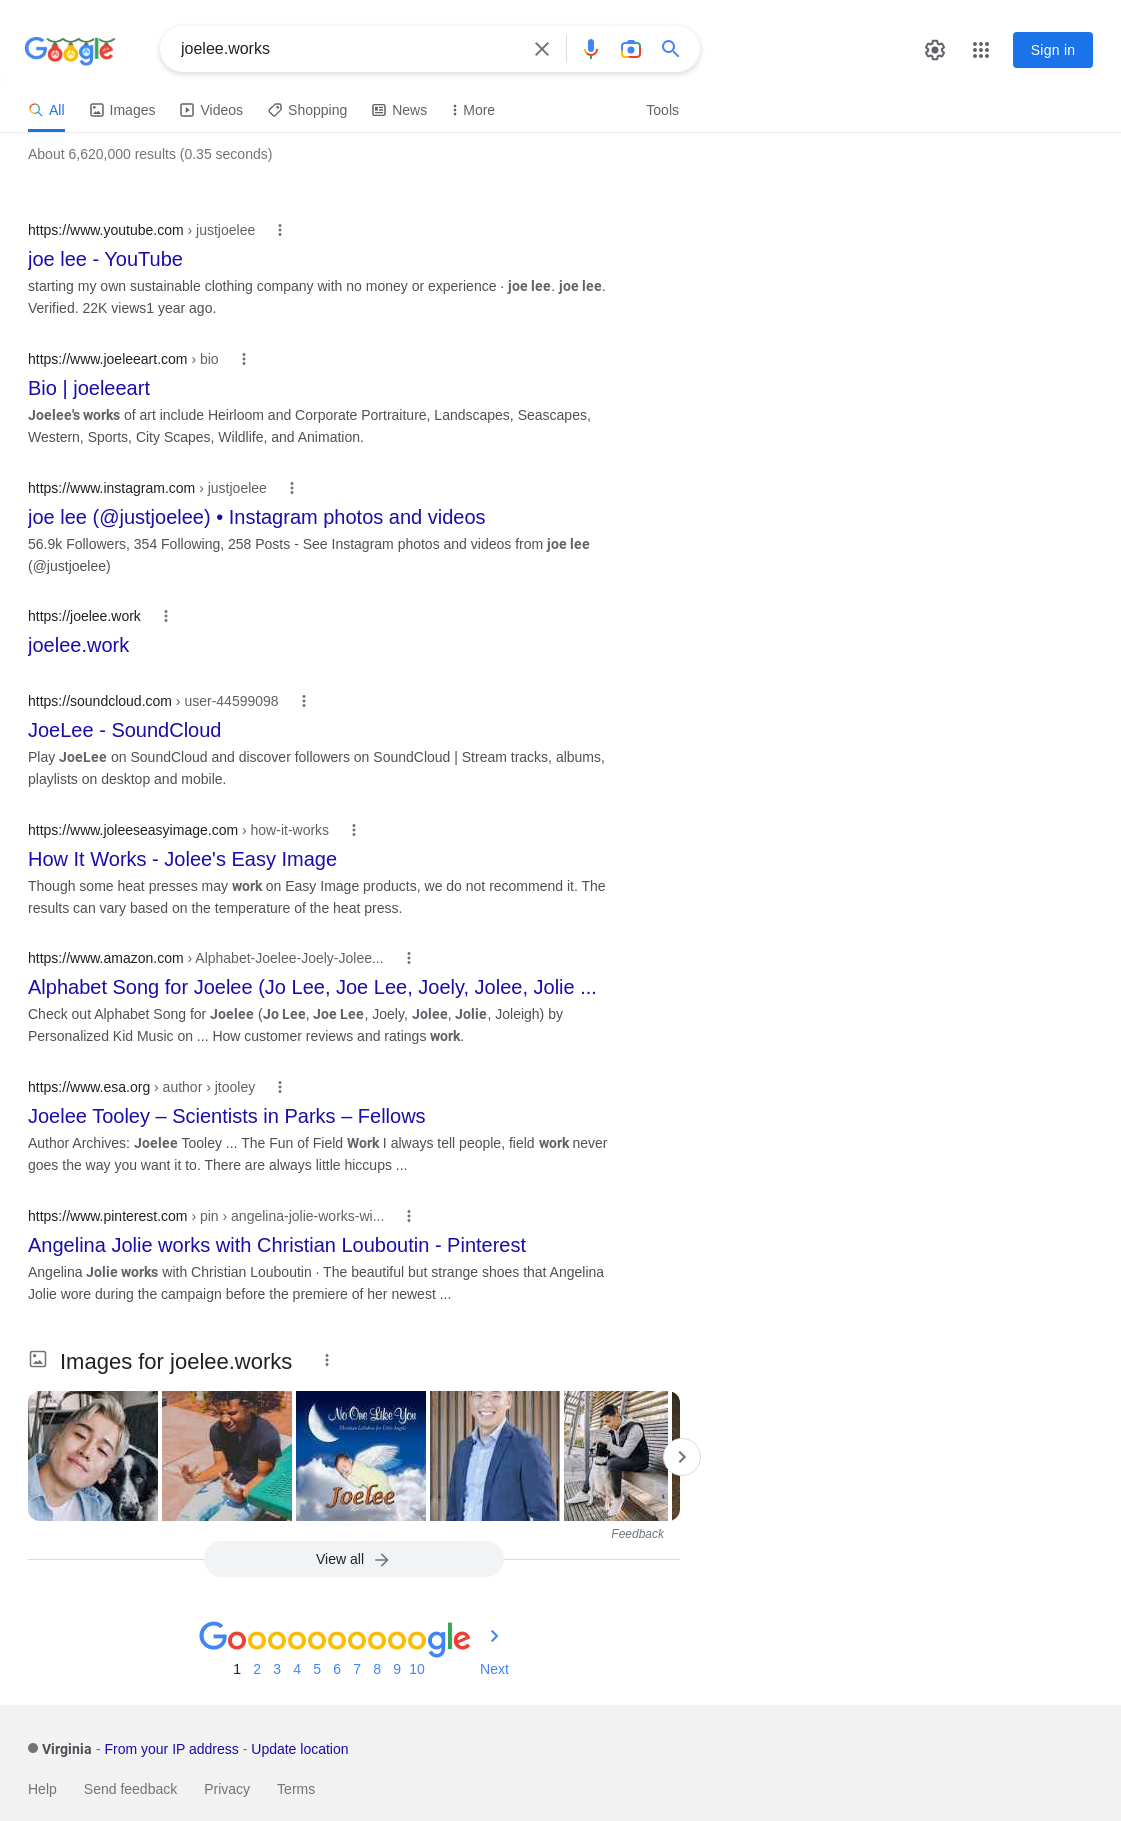 Google
joelee.works
Sign in
All Images Videos Shopping News More Tools
About 6,620,000 results (0.35 seconds)
https://www.youtube.com › justjoelee
joe lee - YouTube
starting my own sustainable clothing company with no money or experience · joe lee. joe lee.
Verified. 22K views1 year ago.
https://www.joeleeart.com › bio
Bio | joeleeart
Joelee's works of art include Heirloom and Corporate Portraiture, Landscapes, Seascapes,
Western, Sports, City Scapes, Wildlife, and Animation.
https://www.instagram.com › justjoelee
joe lee (@justjoelee) • Instagram photos and videos
56.9k Followers, 354 Following, 258 Posts - See Instagram photos and videos from joe lee
(@justjoelee)
https://joelee.work
joelee.work
https://soundcloud.com › user-44599098
JoeLee - SoundCloud
Play JoeLee on SoundCloud and discover followers on SoundCloud | Stream tracks, albums,
playlists on desktop and mobile.
https://www.joleeseasyimage.com › how-it-works
How It Works - Jolee's Easy Image
Though some heat presses may work on Easy Image products, we do not recommend it. The
results can vary based on the temperature of the heat press.
https://www.amazon.com › Alphabet-Joelee-Joely-Jolee...
Alphabet Song for Joelee (Jo Lee, Joe Lee, Joely, Jolee, Jolie ...
Check out Alphabet Song for Joelee (Jo Lee, Joe Lee, Joely, Jolee, Jolie, Joleigh) by
Personalized Kid Music on ... How customer reviews and ratings work.
https://www.esa.org › author › jtooley
Joelee Tooley – Scientists in Parks – Fellows
Author Archives: Joelee Tooley ... The Fun of Field Work I always tell people, field work never
goes the way you want it to. There are always little hiccups ...
https://www.pinterest.com › pin › angelina-jolie-works-wi...
Angelina Jolie works with Christian Louboutin - Pinterest
Angelina Jolie works with Christian Louboutin · The beautiful but strange shoes that Angelina
Jolie wore during the campaign before the premiere of her newest ...
Images for joelee.works
No One Like You
Christian Lullabies for Little Angels
Joelee
Feedback
View all
Goooooooooogle
1 2 3 4 5 6 7 8 9 10 Next
Virginia - From your IP address - Update location
Help Send feedback Privacy Terms